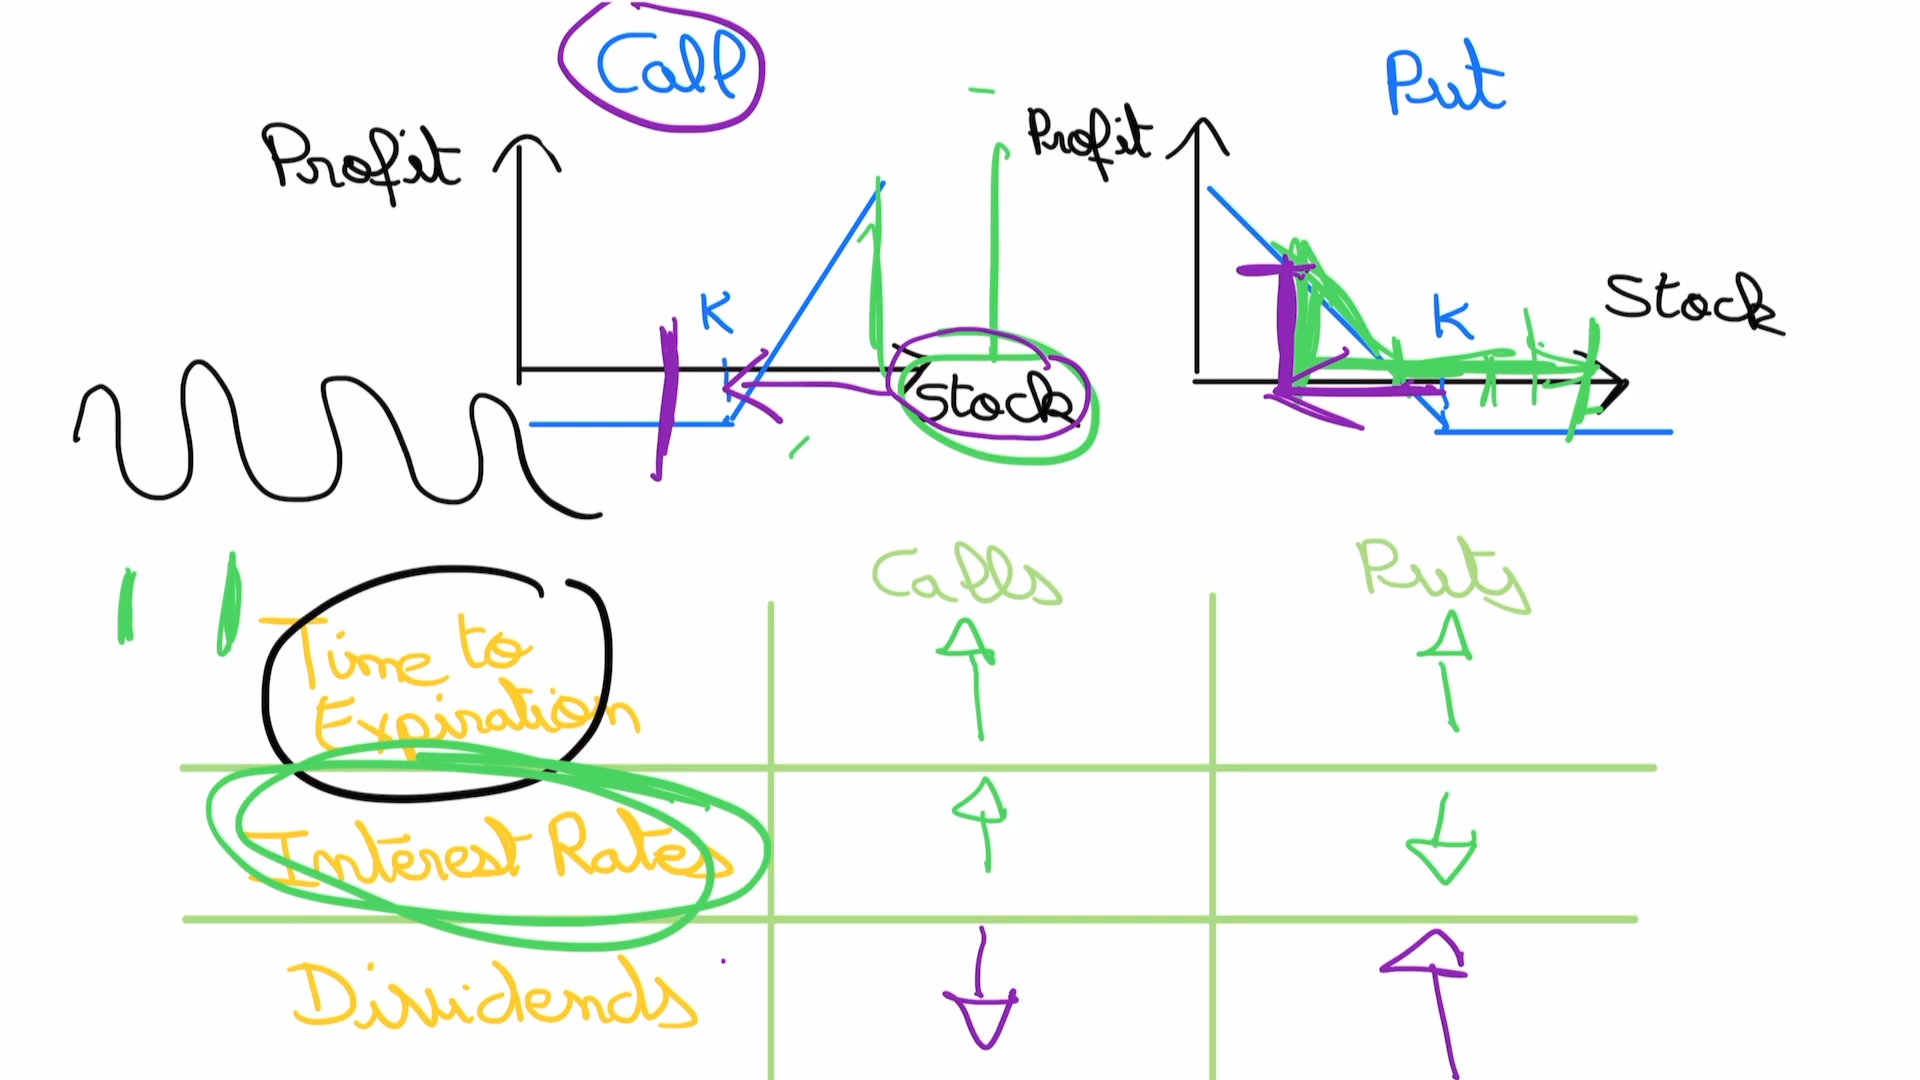 Call
Put
Profit
Profit
K
K
Stock
Stock
Calls
Puts
Time to
Expiration
Interest Rates
Dividends